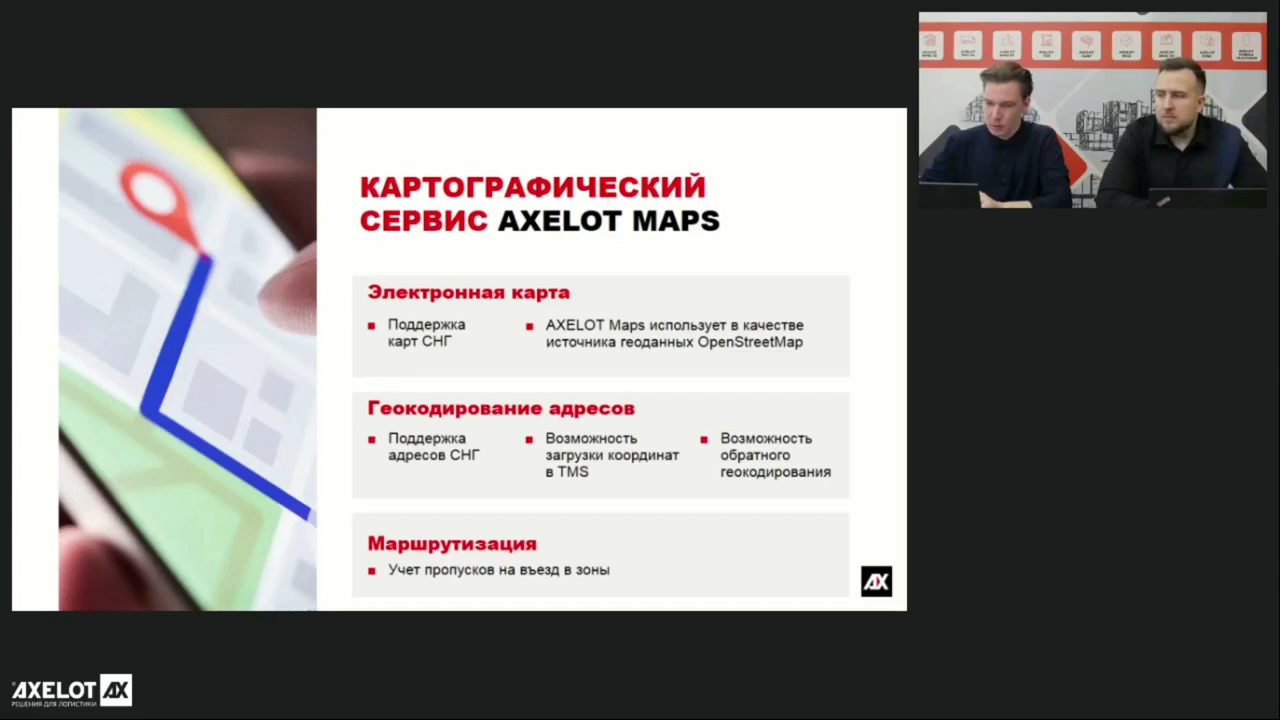 КАРТОГРАФИЧЕСКИЙ
СЕРВИС AXELOT MAPS
Электронная карта
Поддержка
карт СНГ
AXELOT Maps использует в качестве
источника геоданных OpenStreetMap
Геокодирование адресов
Поддержка
адресов СНГ
Возможность
загрузки координат
в TMS
Возможность
обратного
геокодирования
Маршрутизация
Учет пропусков на въезд в зоны
AX
AXELOT AX
РЕШЕНИЯ ДЛЯ ЛОГИСТИКИ